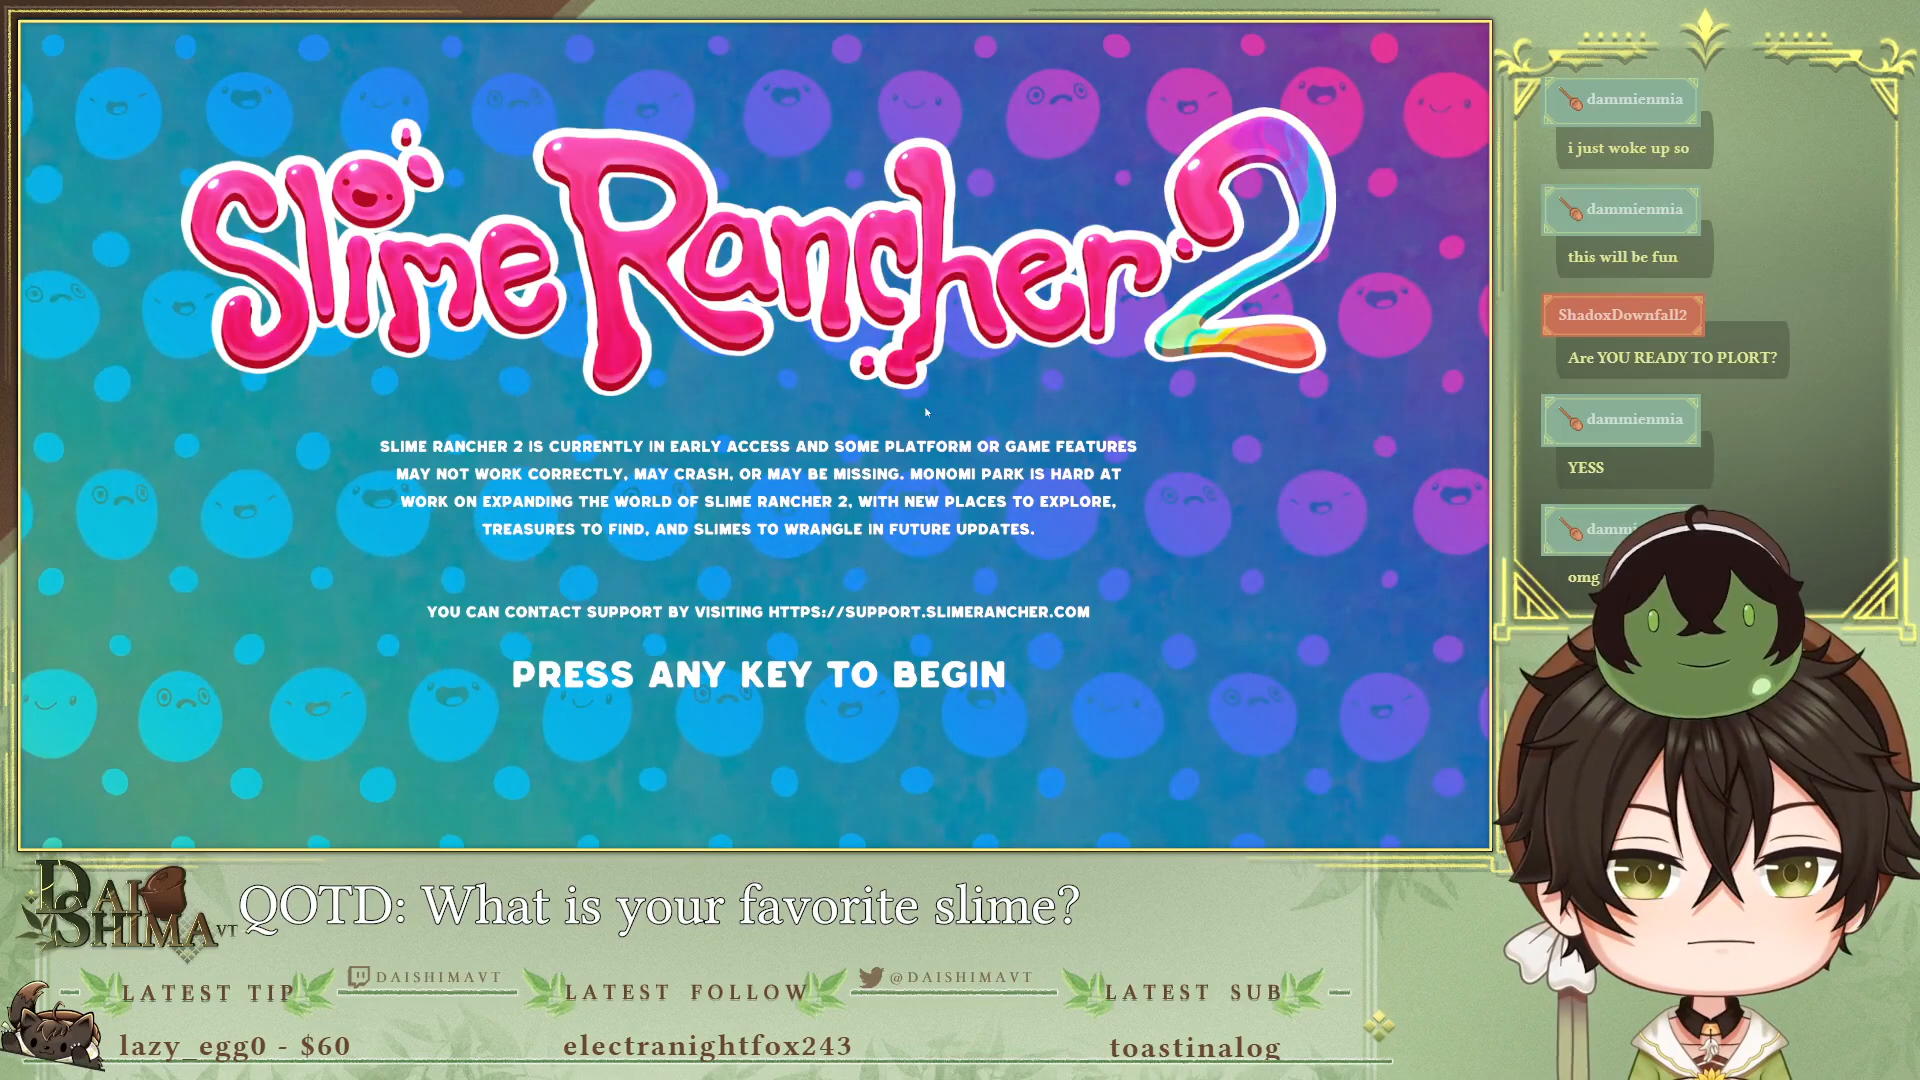 Slime Rancher 2
SLIME RANCHER 2 IS CURRENTLY IN EARLY ACCESS AND SOME PLATFORM OR GAME FEATURES
MAY NOT WORK CORRECTLY, MAY CRASH, OR MAY BE MISSING. MONOMI PARK IS HARD AT
WORK ON EXPANDING THE WORLD OF SLIME RANCHER 2, WITH NEW PLACES TO EXPLORE,
TREASURES TO FIND, AND SLIMES TO WRANGLE IN FUTURE UPDATES.
YOU CAN CONTACT SUPPORT BY VISITING HTTPS://SUPPORT.SLIMERANCHER.COM
PRESS ANY KEY TO BEGIN
dammienmia
i just woke up so
dammienmia
this will be fun
ShadoxDownfall2
Are YOU READY TO PLORT?
dammienmia
YESS
omg
DAI
SHIMA VT
QOTD: What is your favorite slime?
DAISHIMAVT
@DAISHIMAVT
LATEST TIP
LATEST FOLLOW
LATEST SUB
lazy_egg0 - $60
electranightfox243
toastinalog